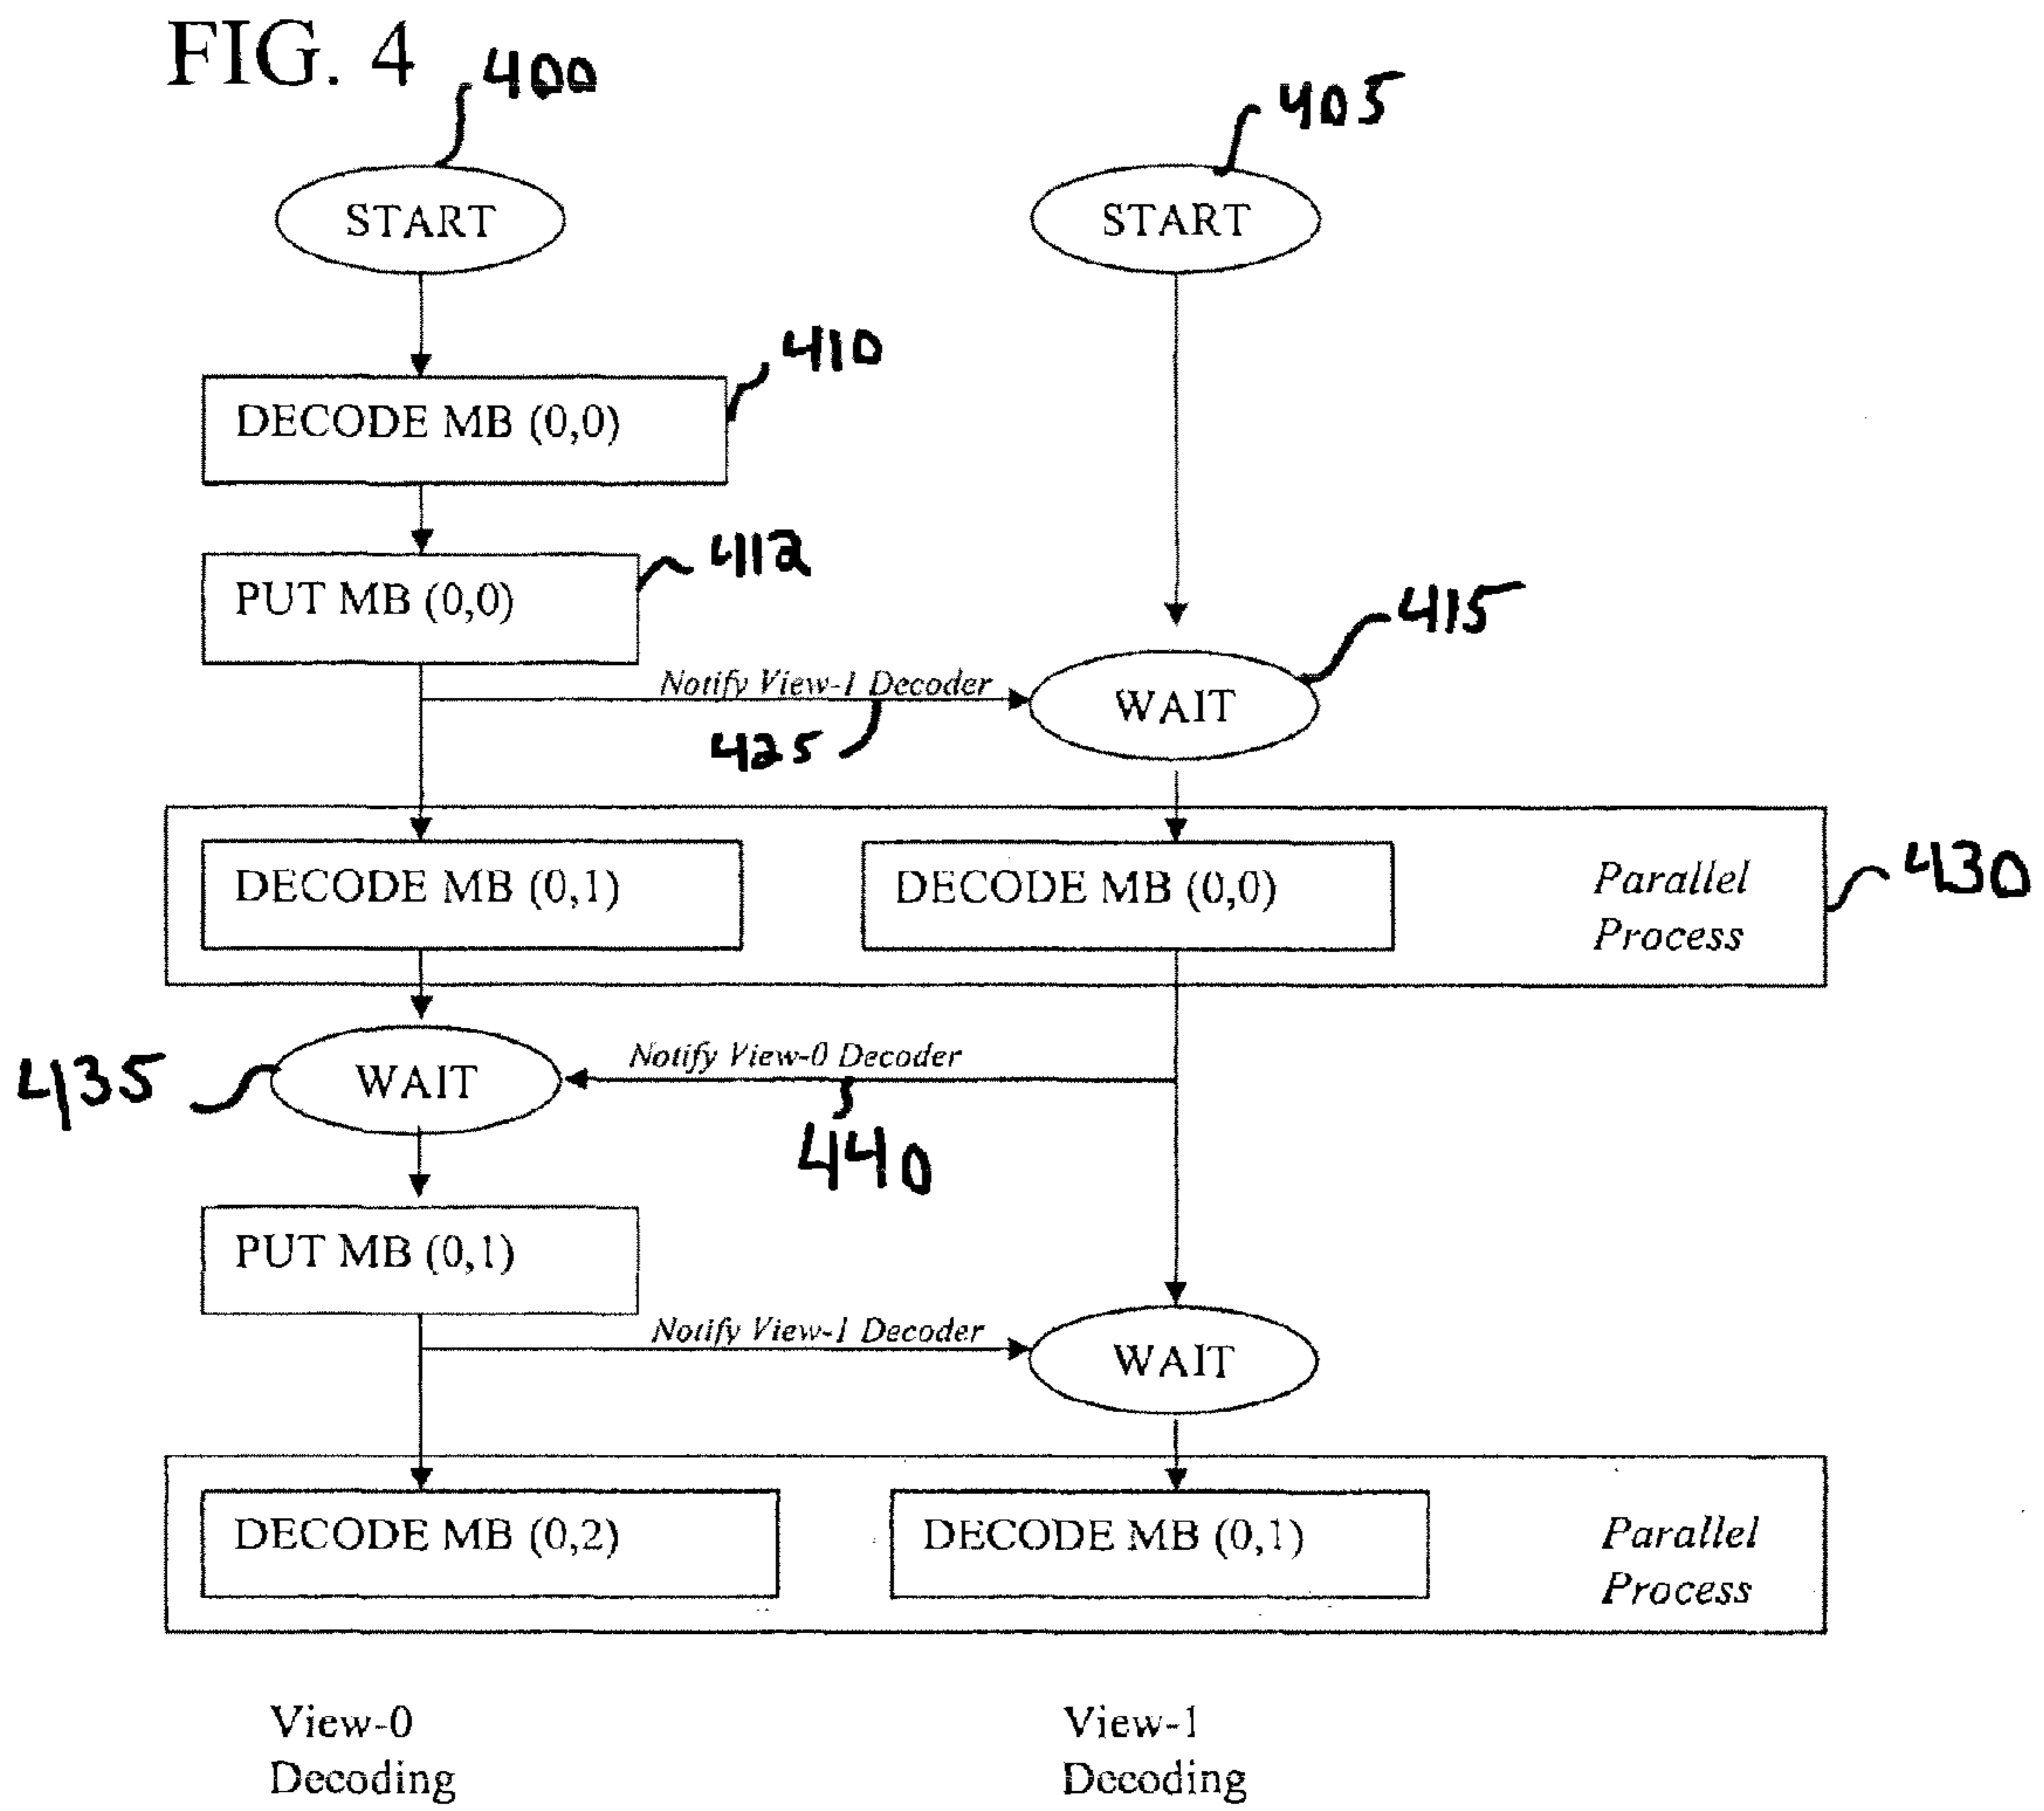 FIG. 4
400
405
START
START
410
DECODE MB (0,0)
412
PUT MB (0,0)
415
Notify View-1 Decoder
WAIT
425
DECODE MB (0,1)
DECODE MB (0,0)
Parallel
Process
430
435
WAIT
Notify View-0 Decoder
440
PUT MB (0,1)
Notify View-1 Decoder
WAIT
DECODE MB (0,2)
DECODE MB (0,1)
Parallel
Process
View-0
Decoding
View-1
Decoding